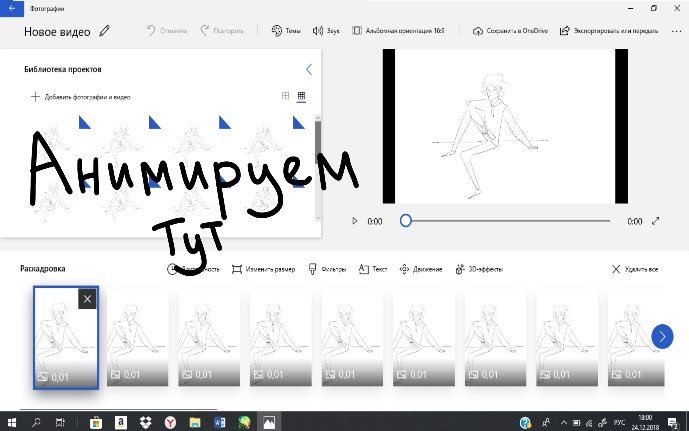 Фотографии
Новое видео
Отменить
Повторить
Темы
Звук
Альбомная ориентация 16:9
Сохранить в OneDrive
Экспортировать или передать
Библиотека проектов
Добавить фотографии и видео
Анимируем
тут
0:00
0:00
Раскадровка
Изменить размер
Фильтры
Текст
Движение
3D-эффекты
Удалить все
0,01
0,01
0,01
0,01
0,01
0,01
0,01
0,01
0,01
РУС
18:00
24.12.2018